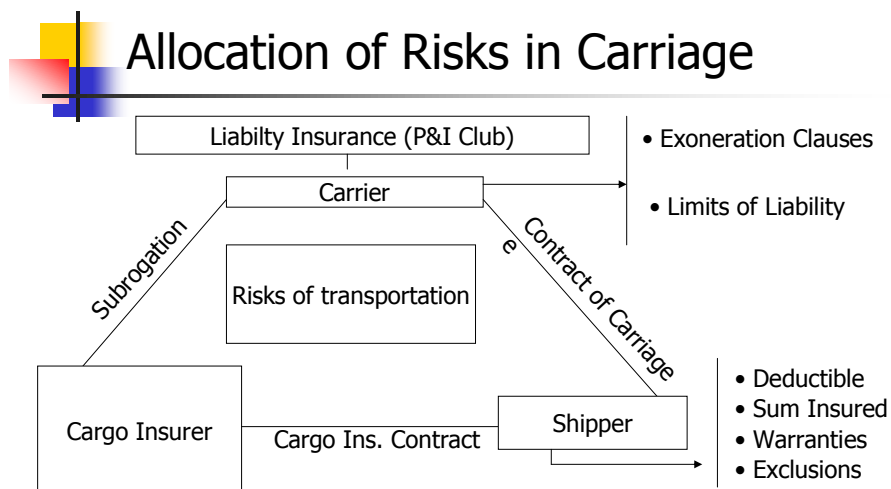 Allocation of Risks in Carriage
Liabilty Insurance (P&I Club)
• Exoneration Clauses
Carrier
• Limits of Liability
Subrogation
Contract of Carriage
e
Risks of transportation
• Deductible
• Sum Insured
• Warranties
• Exclusions
Cargo Insurer
Cargo Ins. Contract
Shipper